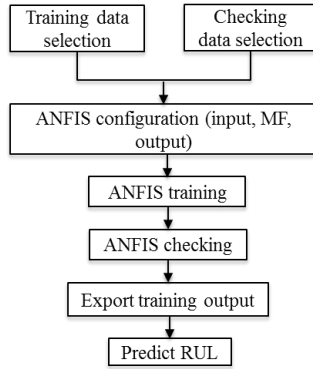 Training data
selection
Checking
data selection
ANFIS configuration (input, MF,
output)
ANFIS training
ANFIS checking
Export training output
Predict RUL